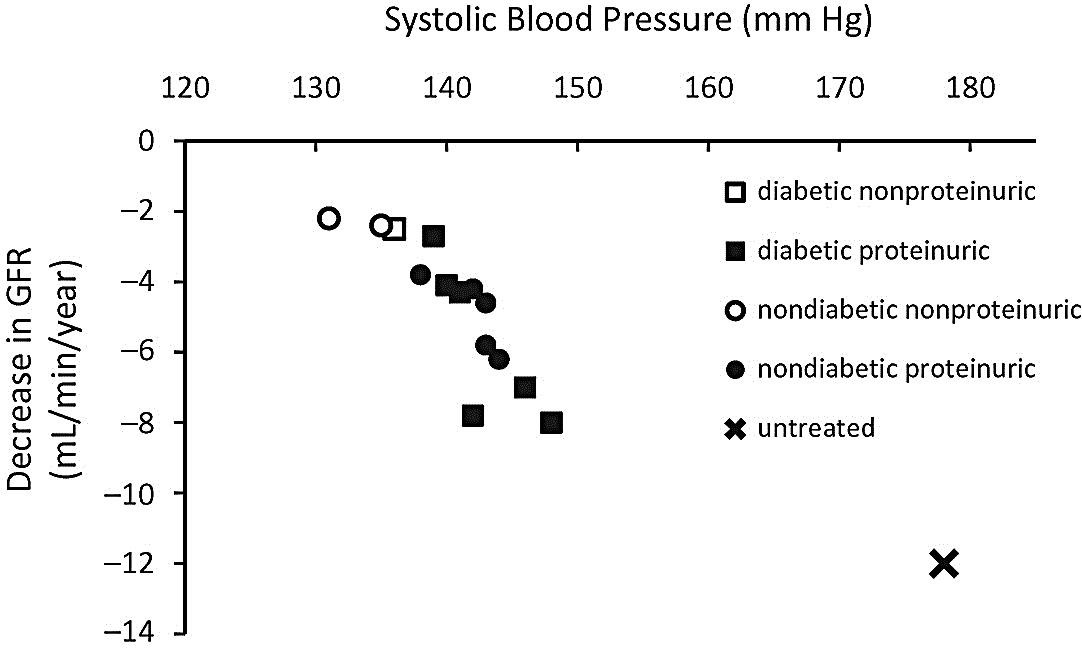 Systolic Blood Pressure (mm Hg)
120 130 140 150 160 170 180
0
–2
–4
–6
–8
–10
–12
–14
Decrease in GFR
(mL/min/year)
diabetic nonproteinuric
diabetic proteinuric
nondiabetic nonproteinuric
nondiabetic proteinuric
untreated